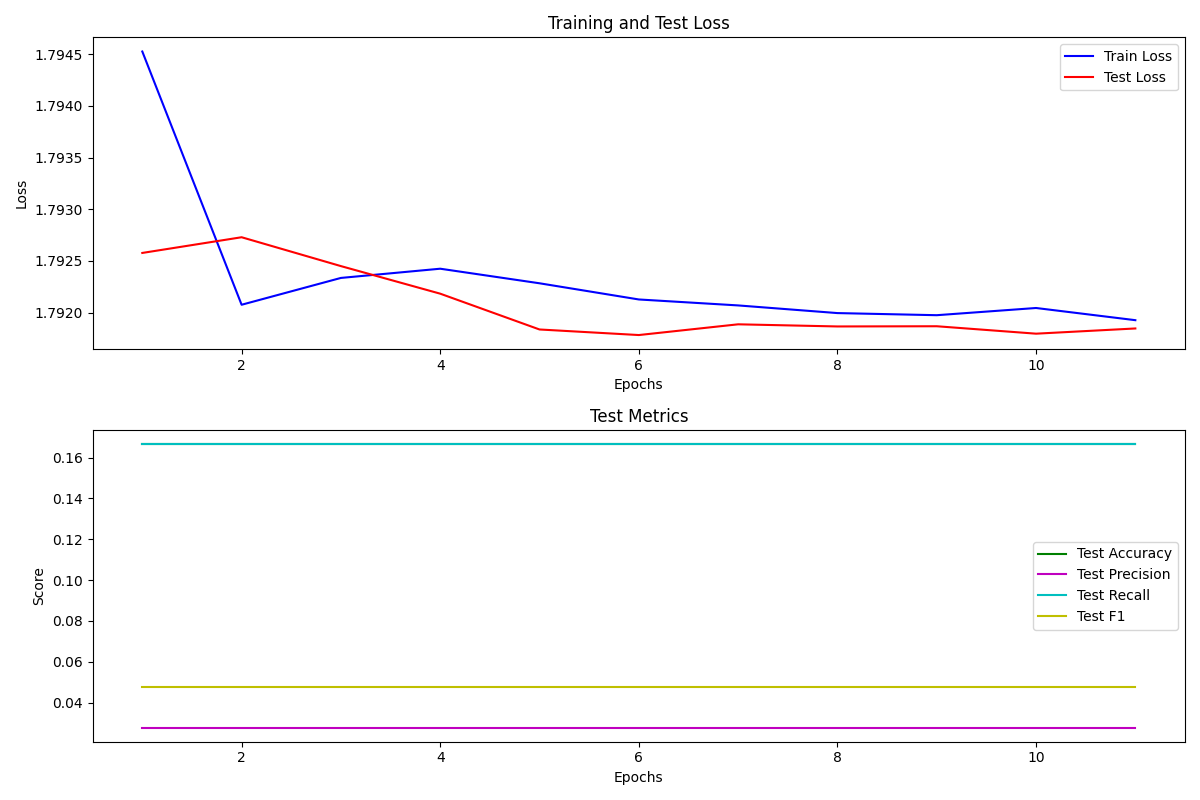 Training and Test Loss
1.7945
1.7940
1.7935
1.7930
1.7925
1.7920
Loss
Train Loss
Test Loss
2 4 6 8 10
Epochs
Test Metrics
0.16
0.14
0.12
0.10
0.08
0.06
0.04
Score
Test Accuracy
Test Precision
Test Recall
Test F1
2 4 6 8 10
Epochs